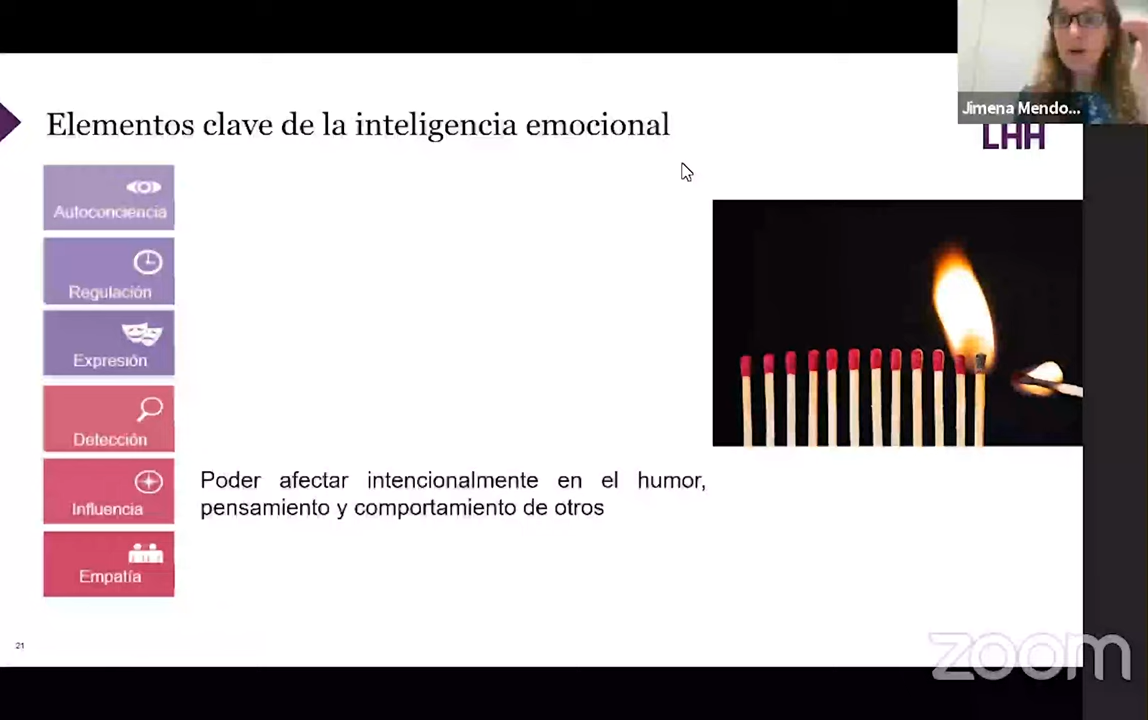 Jimena Mendo...
LHH
Elementos clave de la inteligencia emocional
Autoconciencia
Regulación
Expresión
Detección
Influencia
Poder afectar intencionalmente en el humor,
pensamiento y comportamiento de otros
Empatía
21
zoom